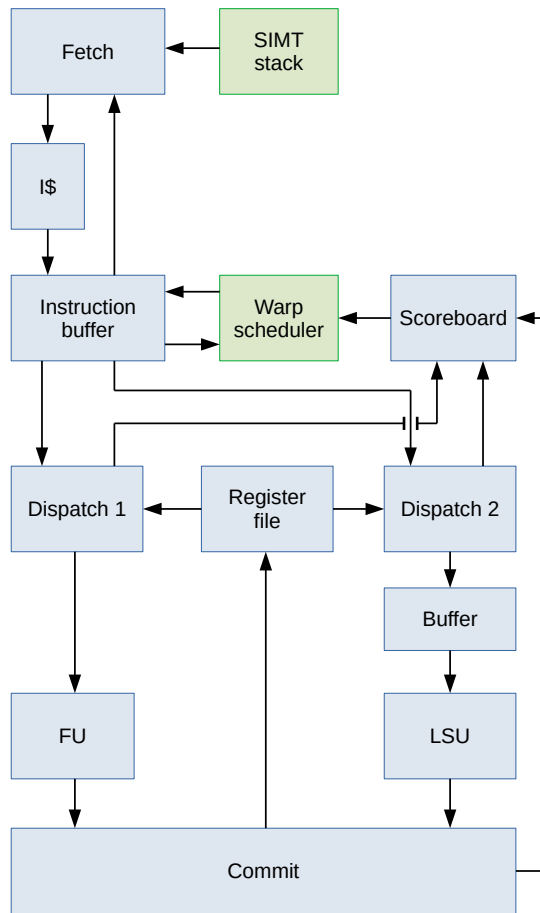 Fetch
SIMT
stack
I$
Instruction
buffer
Warp
scheduler
Scoreboard
Dispatch 1
Register
file
Dispatch 2
Buffer
FU
LSU
Commit